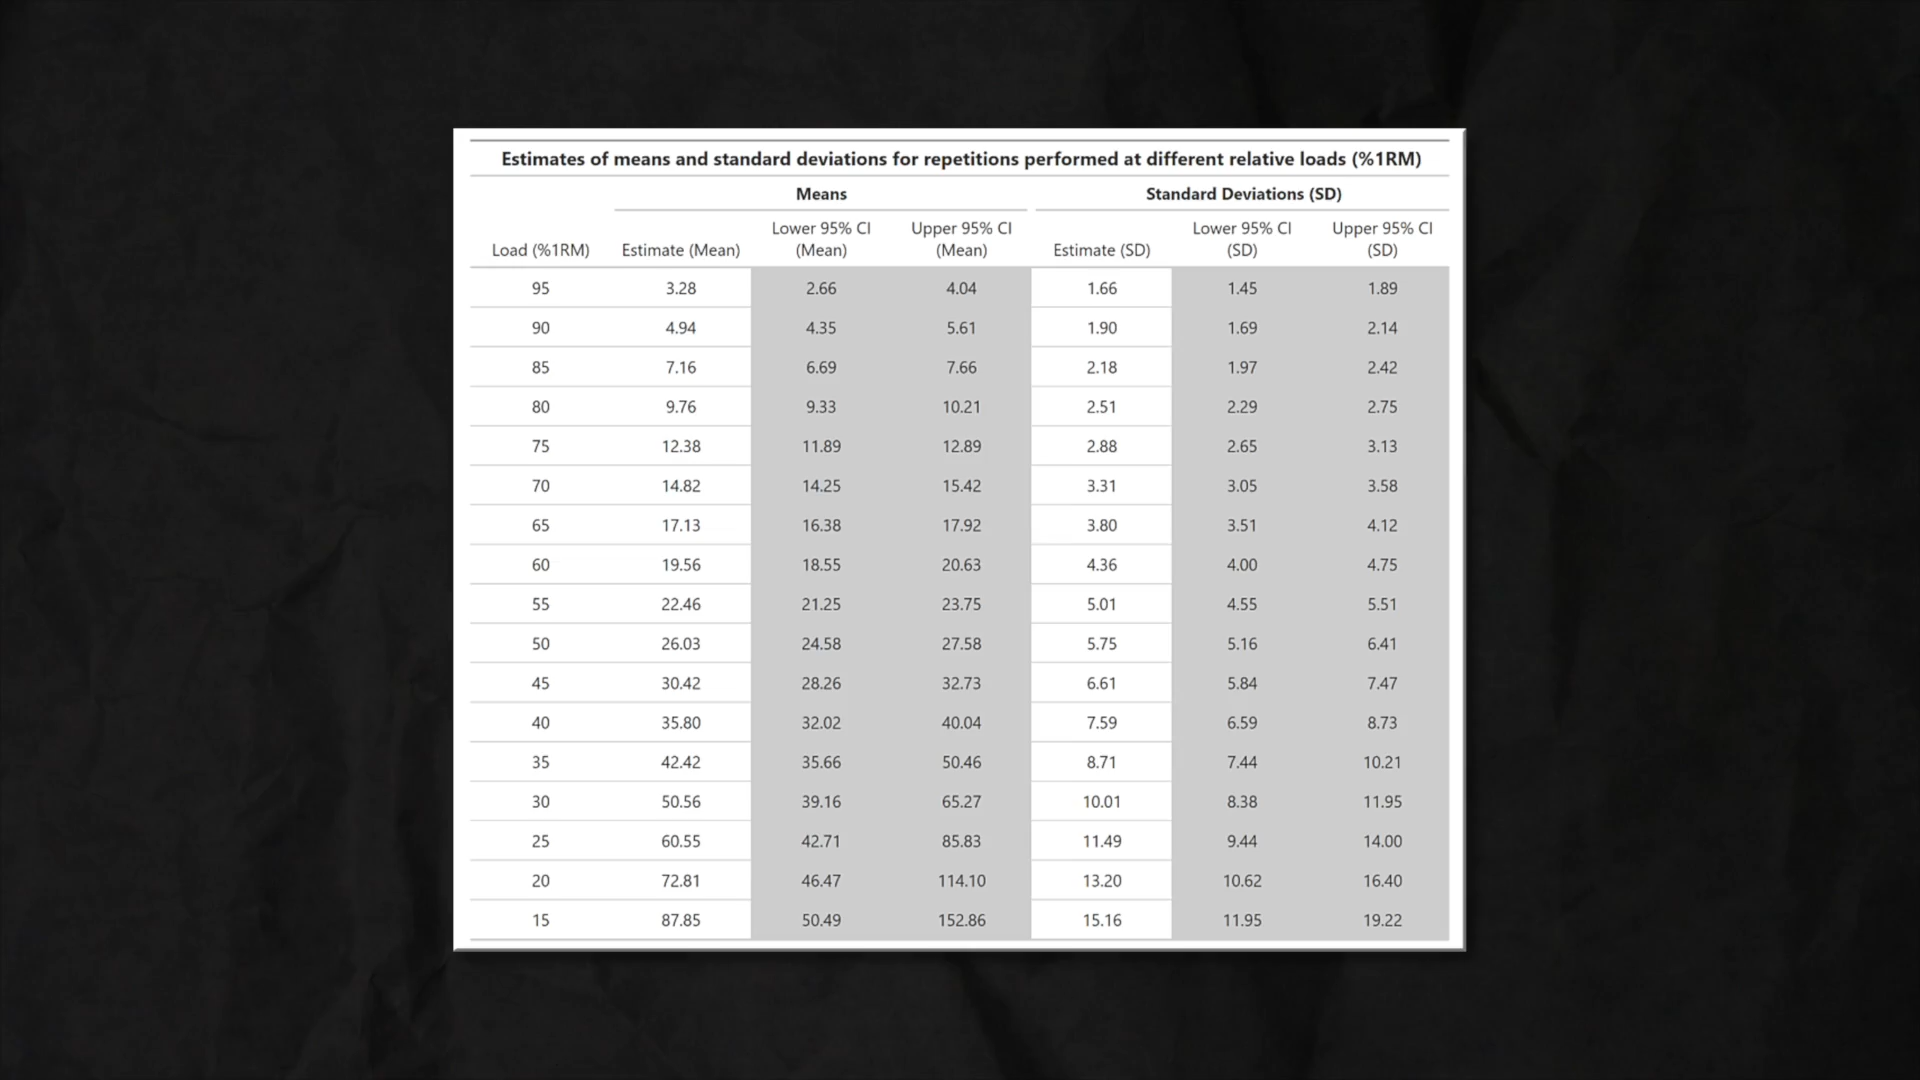 Estimates of means and standard deviations for repetitions performed at different relative loads (%1RM)
Means Standard Deviations (SD)
Lower 95% CI Upper 95% CI Lower 95% CI Upper 95% CI
Load (%1RM) Estimate (Mean) (Mean) (Mean) Estimate (SD) (SD) (SD)
95 3.28 2.66 4.04 1.66 1.45 1.89
90 4.94 4.35 5.61 1.90 1.69 2.14
85 7.16 6.69 7.66 2.18 1.97 2.42
80 9.76 9.33 10.21 2.51 2.29 2.75
75 12.38 11.89 12.89 2.88 2.65 3.13
70 14.82 14.25 15.42 3.31 3.05 3.58
65 17.13 16.38 17.92 3.80 3.51 4.12
60 19.56 18.55 20.63 4.36 4.00 4.75
55 22.46 21.25 23.75 5.01 4.55 5.51
50 26.03 24.58 27.58 5.75 5.16 6.41
45 30.42 28.26 32.73 6.61 5.84 7.47
40 35.80 32.02 40.04 7.59 6.59 8.73
35 42.42 35.66 50.46 8.71 7.44 10.21
30 50.56 39.16 65.27 10.01 8.38 11.95
25 60.55 42.71 85.83 11.49 9.44 14.00
20 72.81 46.47 114.10 13.20 10.62 16.40
15 87.85 50.49 152.86 15.16 11.95 19.22